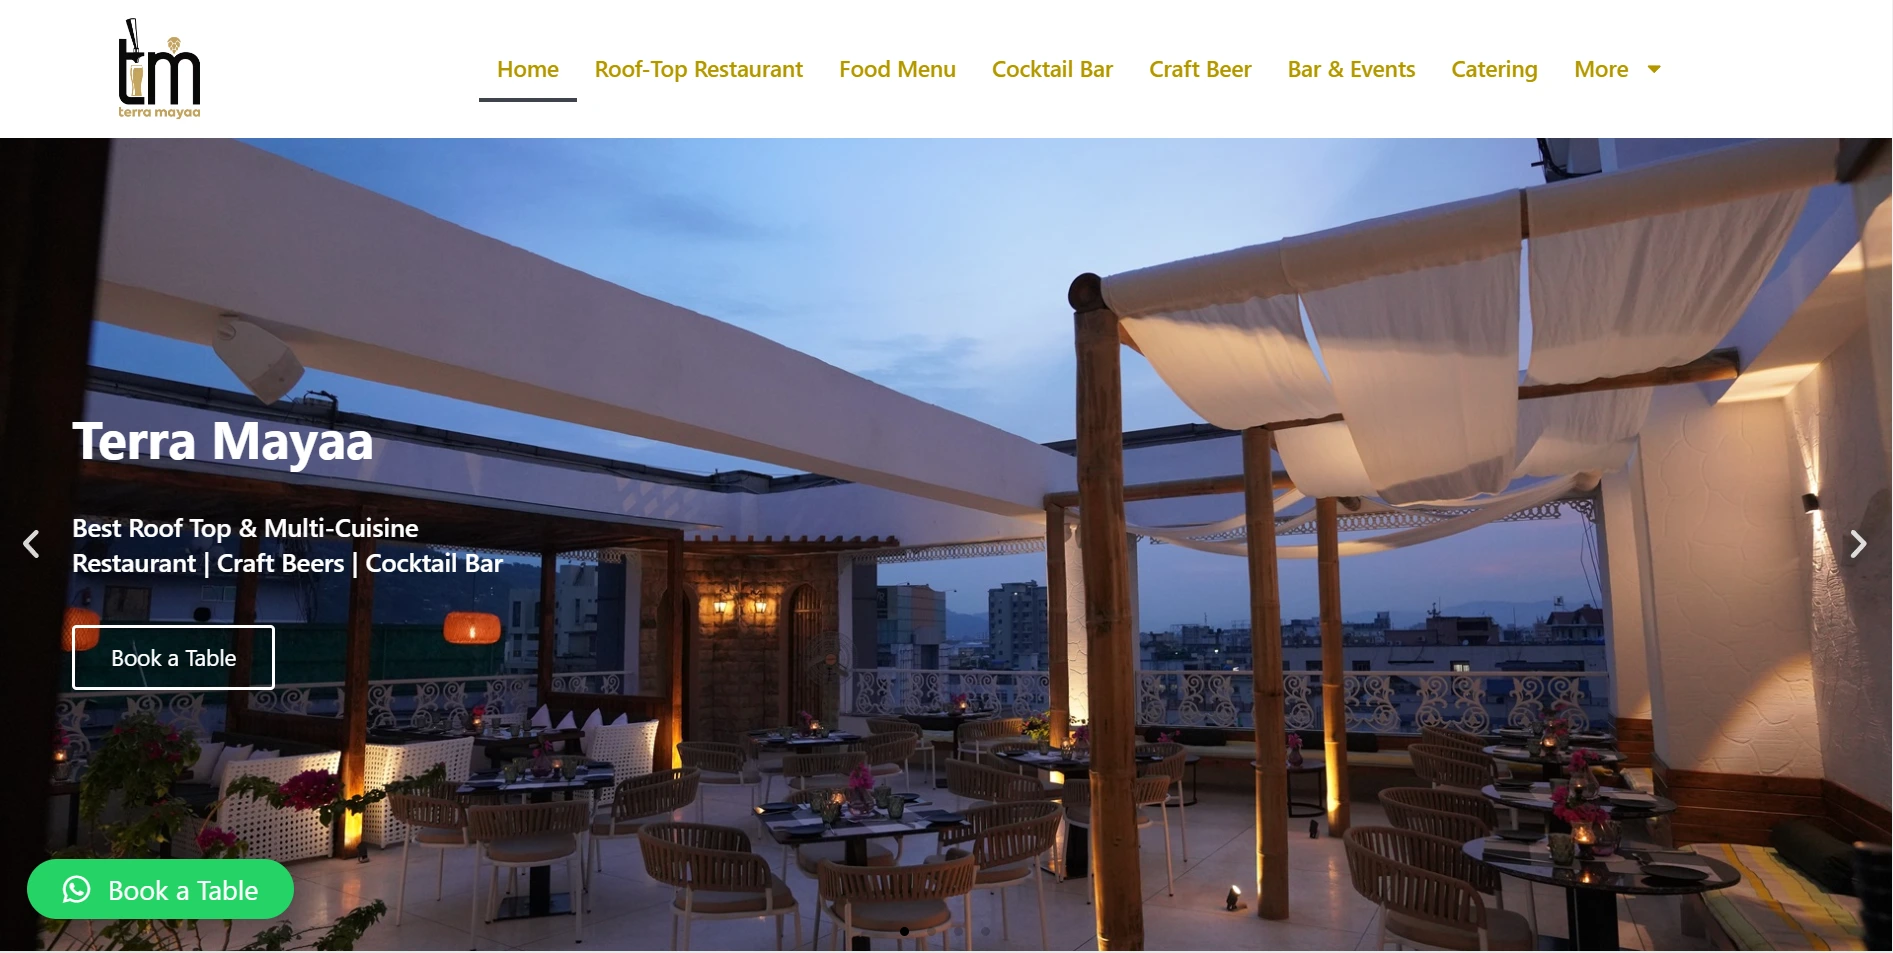 tm
terra mayaa
Home Roof-Top Restaurant Food Menu Cocktail Bar Craft Beer Bar & Events Catering More
Terra Mayaa
Best Roof Top & Multi-Cuisine
Restaurant | Craft Beers | Cocktail Bar
Book a Table
Book a Table